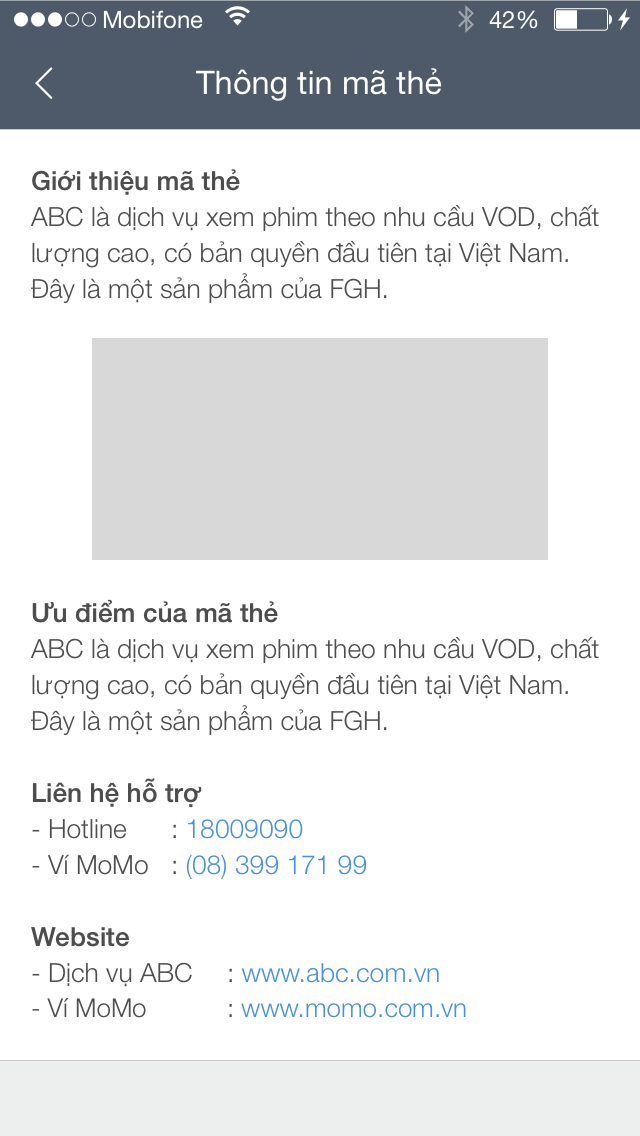 Mobifone 42%
Thông tin mã thẻ
Giới thiệu mã thẻ
ABC là dịch vụ xem phim theo nhu cầu VOD, chất
lượng cao, có bản quyền đầu tiên tại Việt Nam.
Đây là một sản phẩm của FGH.
Ưu điểm của mã thẻ
ABC là dịch vụ xem phim theo nhu cầu VOD, chất
lượng cao, có bản quyền đầu tiên tại Việt Nam.
Đây là một sản phẩm của FGH.
Liên hệ hỗ trợ
- Hotline : 18009090
- Ví MoMo : (08) 399 171 99
Website
- Dịch vụ ABC : www.abc.com.vn
- Ví MoMo : www.momo.com.vn